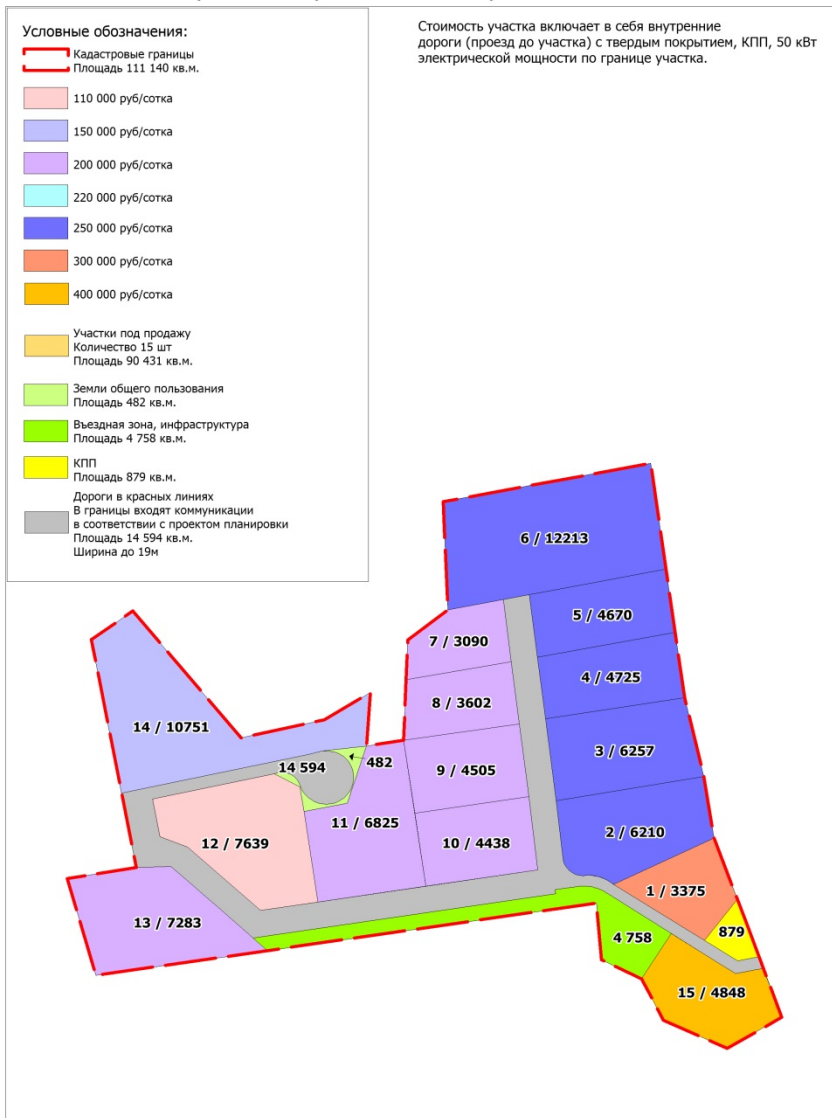 Условные обозначения:
Кадастровые границы
Площадь 111 140 кв.м.
110 000 руб/сотка
150 000 руб/сотка
200 000 руб/сотка
220 000 руб/сотка
250 000 руб/сотка
300 000 руб/сотка
400 000 руб/сотка
Участки под продажу
Количество 15 шт
Площадь 90 431 кв.м.
Земли общего пользования
Площадь 482 кв.м.
Въездная зона, инфраструктура
Площадь 4 758 кв.м.
КПП
Площадь 879 кв.м.
Дороги в красных линиях
В границы входят коммуникации
в соответствии с проектом планировки
Площадь 14 594 кв.м.
Ширина до 19м
Стоимость участка включает в себя внутренние
дороги (проезд до участка) с твердым покрытием, КПП, 50 кВт
электрической мощности по границе участка.
6 / 12213
5 / 4670
7 / 3090
4 / 4725
8 / 3602
14 / 10751
3 / 6257
482
14 594
9 / 4505
2 / 6210
11 / 6825
12 / 7639
10 / 4438
1 / 3375
13 / 7283
879
4 758
15 / 4848